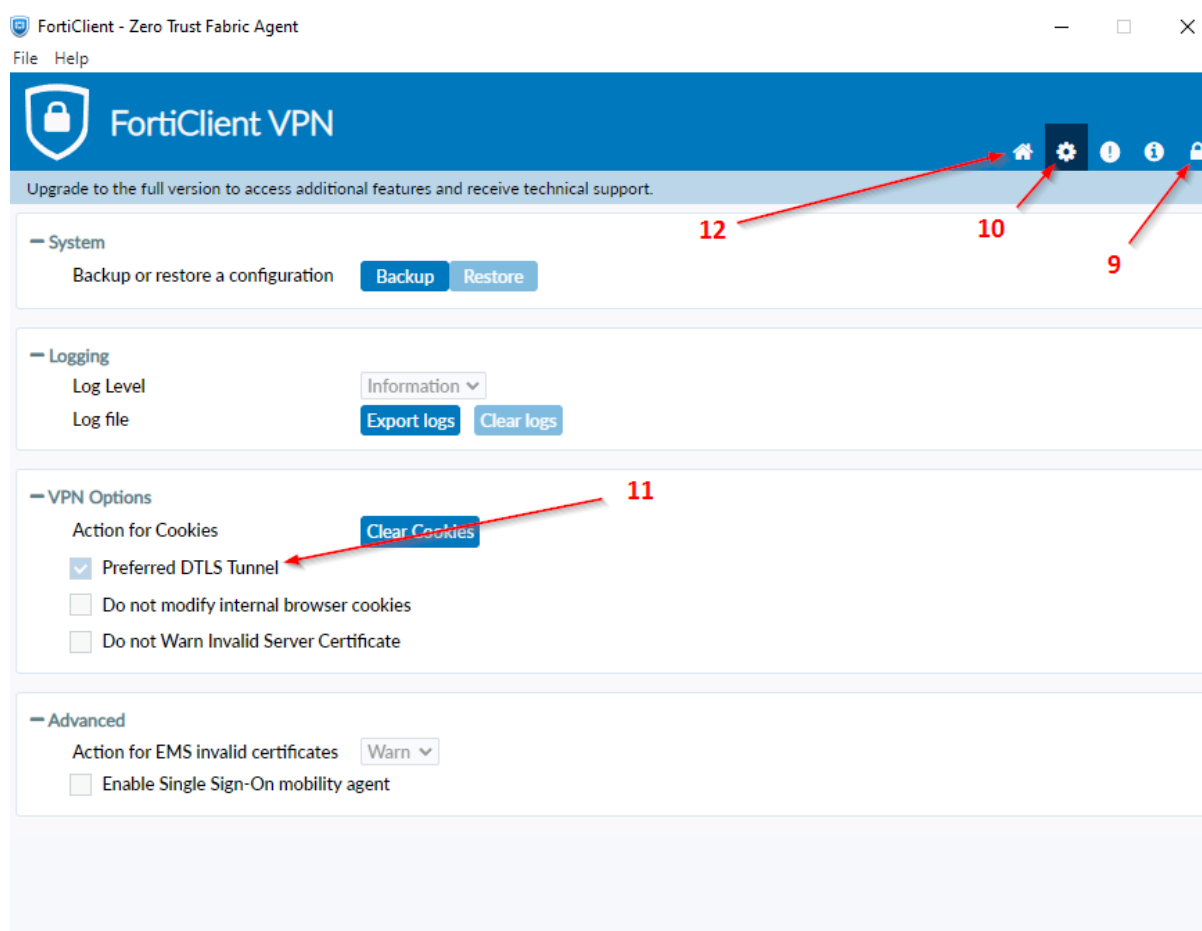 FortiClient - Zero Trust Fabric Agent
File Help
FortiClient VPN
Upgrade to the full version to access additional features and receive technical support.
12
10
9
System
Backup or restore a configuration Backup Restore
Logging
Log Level Information
Log file Export logs Clear logs
VPN Options
11
Action for Cookies Clear Cookies
Preferred DTLS Tunnel
Do not modify internal browser cookies
Do not Warn Invalid Server Certificate
Advanced
Action for EMS invalid certificates Warn
Enable Single Sign-On mobility agent